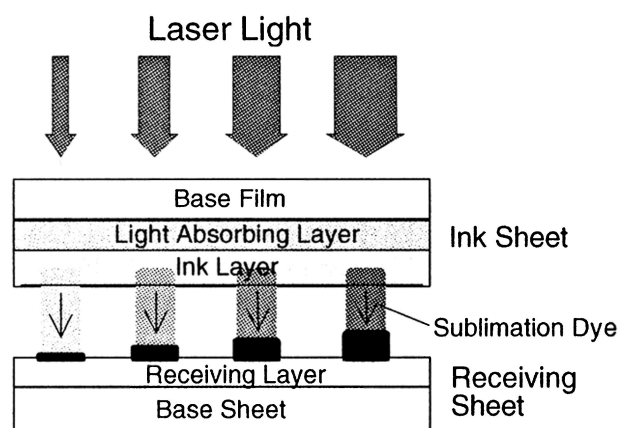 Laser Light
Base Film
Light Absorbing Layer
Ink Layer
Ink Sheet
Sublimation Dye
Receiving Layer
Base Sheet
Receiving
Sheet